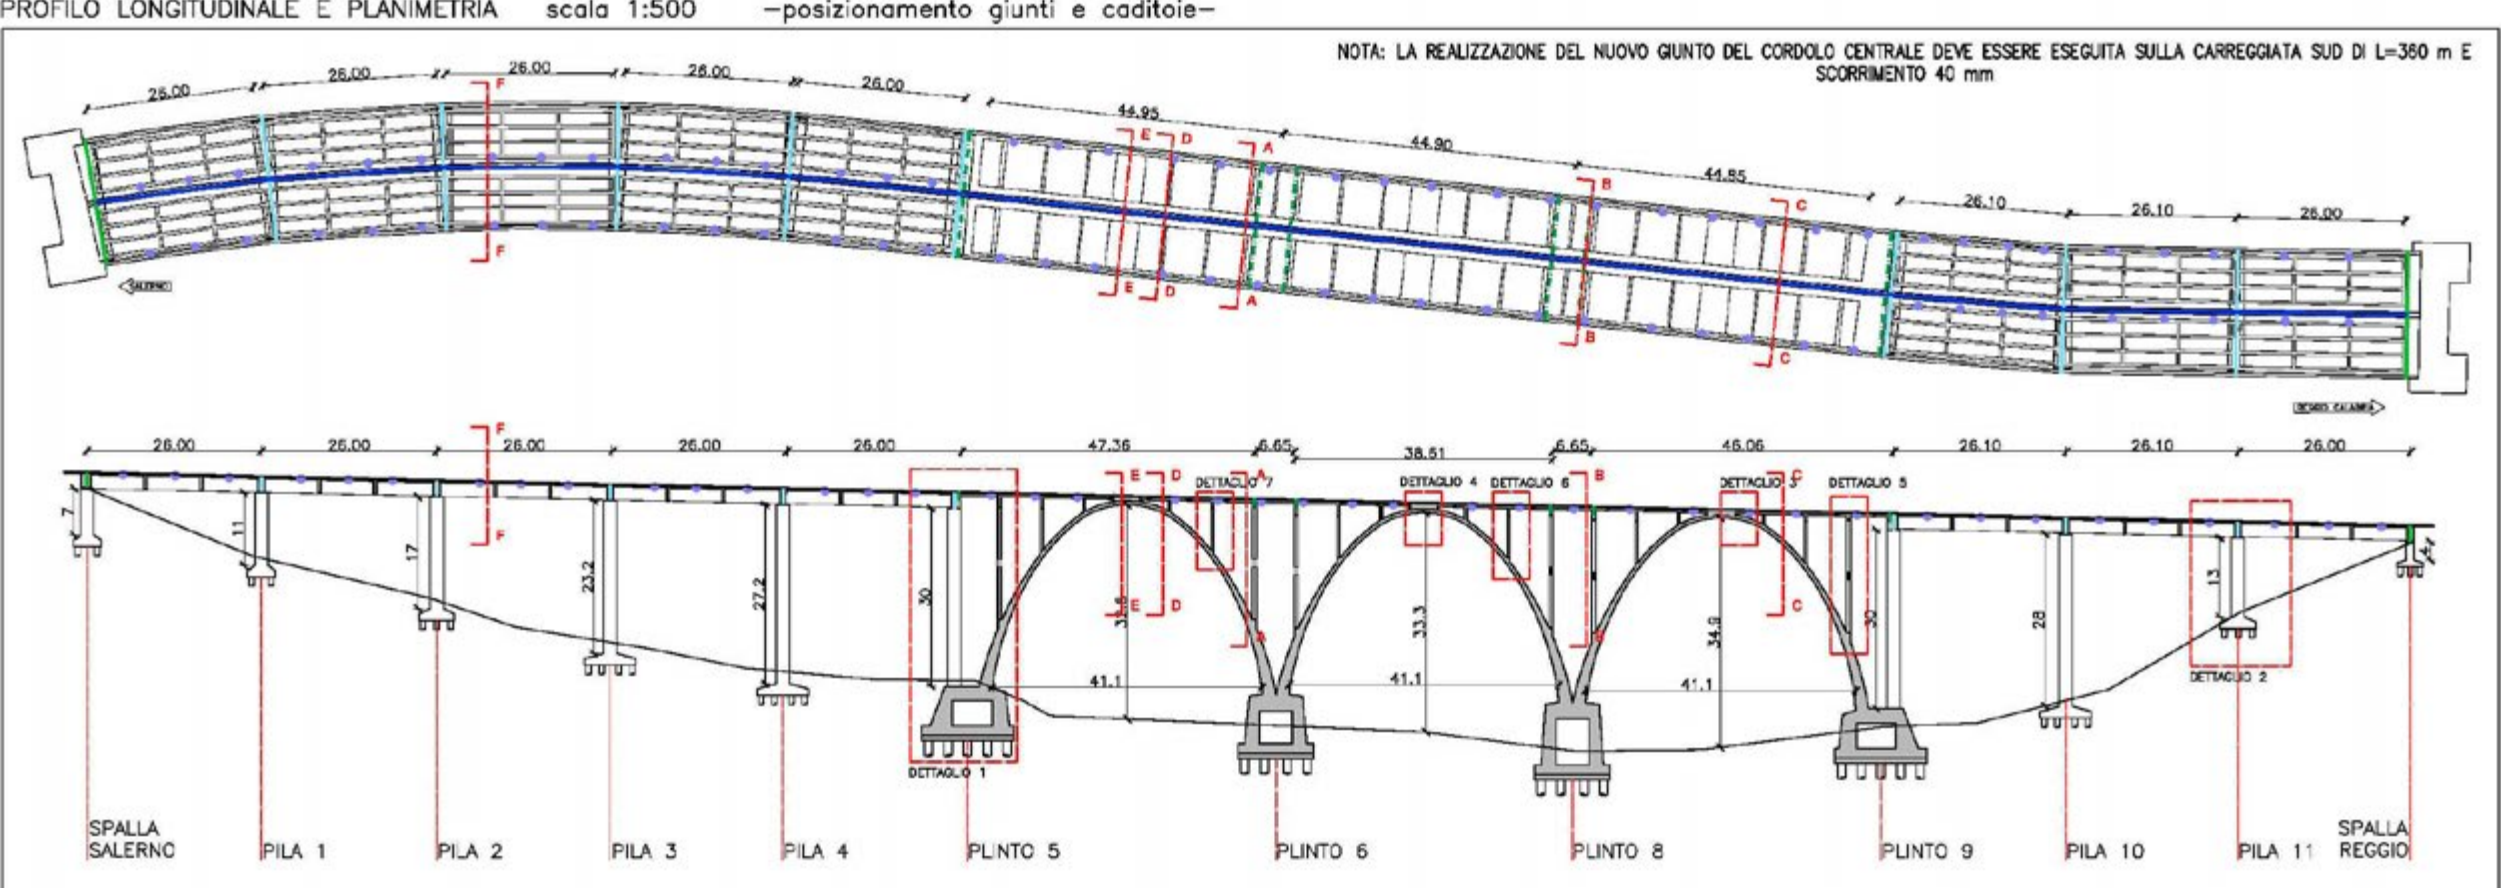 PROFILO LONGITUDINALE E PLANIMETRIA scala 1:500 -posizionamento giunti e caditoie-
NOTA: LA REALIZZAZIONE DEL NUOVO GIUNTO DEL CORDOLO CENTRALE DEVE ESSERE ESEGUITA SULLA CARREGGIATA SUD DI L=360 m E
SCORRIMENTO 40 mm
26.00 26.00 26.00 26.00 26.00 44.95 44.90 44.85 26.10 26.10 26.00
F E D A B C
F E D A B C
SALERNO
REGGIO CALABRIA
F
26.00 26.00 26.00 26.00 26.00 47.36 6.65 38.51 6.65 46.06 26.10 26.10 26.00
E D A B C
DETTAGLIO 7 DETTAGLIO 4 DETTAGLIO 6 DETTAGLIO 3 DETTAGLIO 5
7 11 17 23.2 27.2 30 33.3 34.9 30 28 13
F E D A B C
41.1 41.1 41.1
DETTAGLIO 2
DETTAGLIO 1
SPALLA
SALERNO
PILA 1
PILA 2
PILA 3
PILA 4
PLINTO 5
PLINTO 6
PLINTO 8
PLINTO 9
PILA 10
PILA 11
SPALLA
REGGIO